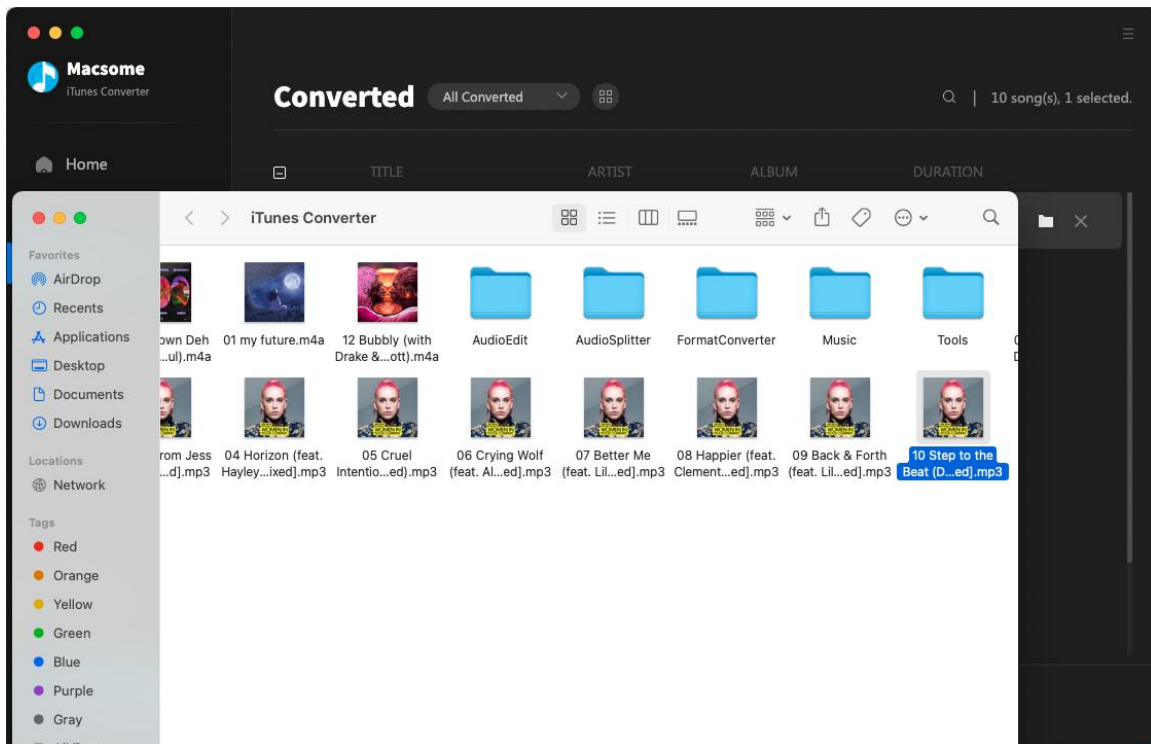 Macsome
iTunes Converter
Converted
All Converted
10 song(s), 1 selected.
Home
TITLE
ARTIST
ALBUM
DURATION
iTunes Converter
Favorites
AirDrop
Recents
Applications
Desktop
Documents
Downloads
Locations
Network
Tags
Red
Orange
Yellow
Green
Blue
Purple
Gray
own Deh
...ul).m4a
01 my future.m4a
12 Bubbly (with
Drake &...ott).m4a
AudioEdit
AudioSplitter
FormatConverter
Music
Tools
rom Jess
...d].mp3
04 Horizon (feat.
Hayley...ixed].mp3
05 Cruel
Intentio...ed).mp3
06 Crying Wolf
(feat. Al...ed].mp3
07 Better Me
(feat. Lil...ed].mp3
08 Happier (feat.
Clement...ed].mp3
09 Back & Forth
(feat. Lil...ed].mp3
10 Step to the
Beat (D...ed].mp3